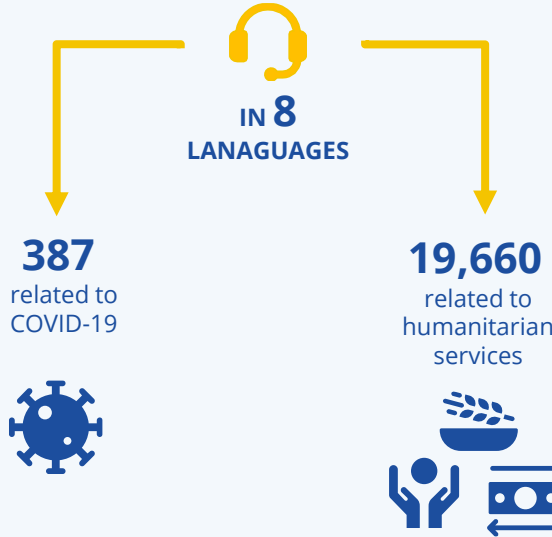 IN 8
LANAGUAGES
387
related to
COVID-19
19,660
related to
humanitarian
services